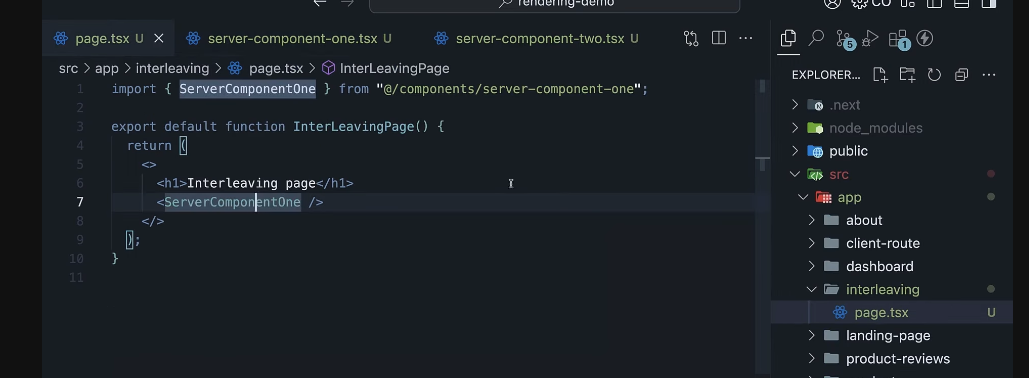 rendering-demo
CO
page.tsx U
server-component-one.tsx U
server-component-two.tsx U
5
1
src > app > interleaving > page.tsx > InterLeavingPage
1 import { ServerComponentOne } from "@/components/server-component-one";
2
3 export default function InterLeavingPage() {
4 return (
5 <>
6 <h1>Interleaving page</h1>
7 <ServerComponentOne />
8 </>
9 );
10 }
11
EXPLORER...
.next
node_modules
public
src
app
about
client-route
dashboard
interleaving
page.tsx U
landing-page
product-reviews